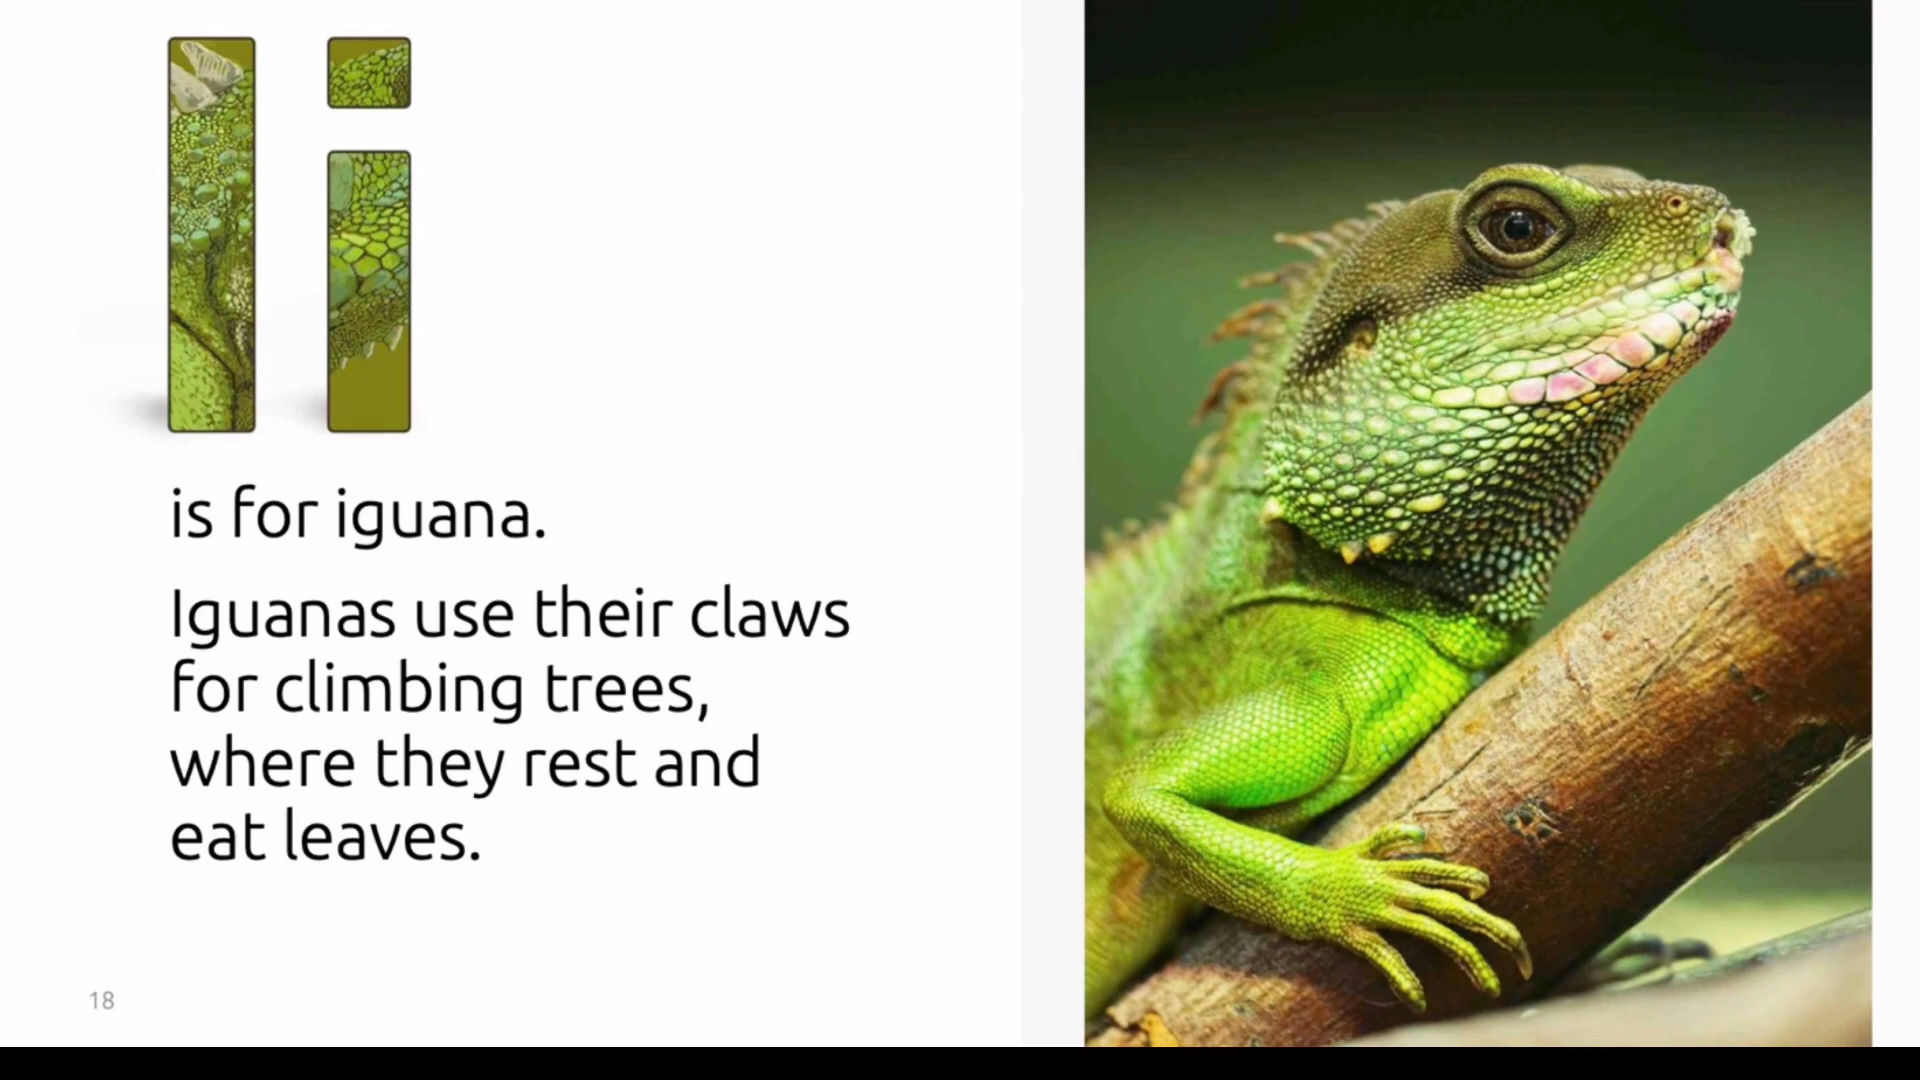 Ii
is for iguana.
Iguanas use their claws
for climbing trees,
where they rest and
eat leaves.
18